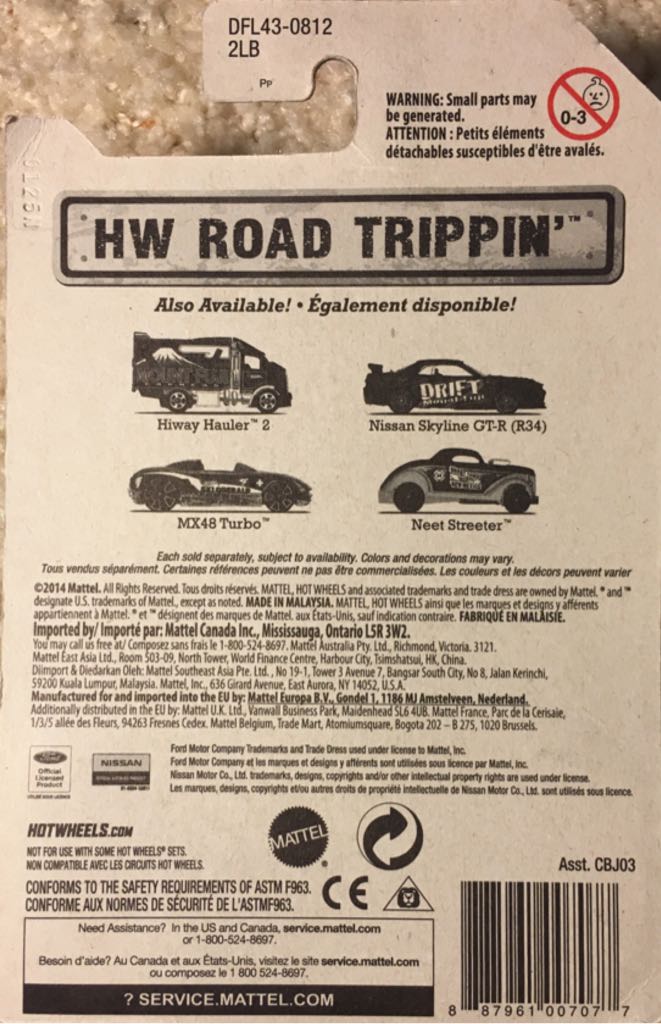 DFL43-0812
2LB
Pp
WARNING: Small parts may
be generated.
ATTENTION : Petits éléments
détachables susceptibles d'être avalés.
0-3
HW ROAD TRIPPIN'™
Also Available! • Également disponible!
Hiway Hauler™ 2
DRIFT
Nissan Skyline GT-R (R34)
MX48 Turbo™
Neet Streeter™
Each sold separately, subject to availability. Colors and decorations may vary.
Tous vendus séparément. Certaines références peuvent ne pas être commercialisées. Les couleurs et les décors peuvent varier
©2014 Mattel. All Rights Reserved. Tous droits réservés. MATTEL, HOT WHEELS and associated trademarks and trade dress are owned by Mattel. ® and ™
designate U.S. trademarks of Mattel, except as noted. MADE IN MALAYSIA. MATTEL, HOT WHEELS ainsi que les marques et designs y afférents
appartiennent à Mattel. ® et ™ désignent des marques de Mattel aux États-Unis, sauf indication contraire. FABRIQUÉ EN MALAISIE.
Imported by/ Importé par: Mattel Canada Inc., Mississauga, Ontario L5R 3W2.
You may call us free at/ Composez sans frais le 1-800-524-8697. Mattel Australia Pty. Ltd., Richmond, Victoria. 3121.
Mattel East Asia Ltd., Room 503-09, North Tower, World Finance Centre, Harbour City, Tsimshatsui, HK, China.
Diimport & Diedarkan Oleh: Mattel Southeast Asia Pte. Ltd. , No 19-1, Tower 3 Avenue 7, Bangsar South City, No 8, Jalan Kerinchi,
59200 Kuala Lumpur, Malaysia. Mattel, Inc., 636 Girard Avenue, East Aurora, NY 14052, U.S.A.
Manufactured for and imported into the EU by: Mattel Europa B.V., Gondel 1, 1186 MJ Amstelveen, Nederland.
Additionally distributed in the EU by: Mattel U.K. Ltd., Vanwall Business Park, Maidenhead SL6 4UB. Mattel France, Parc de la Cerisaie,
1/3/5 allée des Fleurs, 94263 Fresnes Cedex. Mattel Belgium, Trade Mart, Atomiumsquare, Bogota 202 – B 275, 1020 Brussels.
Ford
Official
Licensed
Product
NISSAN
Ford Motor Company Trademarks and Trade Dress used under license to Mattel, Inc.
Ford Motor Company et les marques et designs y afférents sont utilisées sous licence par Mattel, Inc.
Nissan Motor Co., Ltd. trademarks, designs, copyrights and/or other intellectual property rights are used under license.
Les marques, designs, copyrights et/ou autres droits de propriété intellectuelle de Nissan Motor Co., Ltd. sont utilisés sous licence.
HOTWHEELS.COM
NOT FOR USE WITH SOME HOT WHEELS® SETS.
NON COMPATIBLE AVEC LES CIRCUITS HOT WHEELS.
MATTEL®
Asst. CBJ03
CONFORMS TO THE SAFETY REQUIREMENTS OF ASTM F963.
CONFORME AUX NORMES DE SÉCURITÉ DE L'ASTMF963.
CE
Need Assistance? In the US and Canada, service.mattel.com
or 1-800-524-8697.
Besoin d'aide? Au Canada et aux États-Unis, visitez le site service.mattel.com
ou composez le 1 800 524-8697.
? SERVICE.MATTEL.COM
8 87961 00707 7